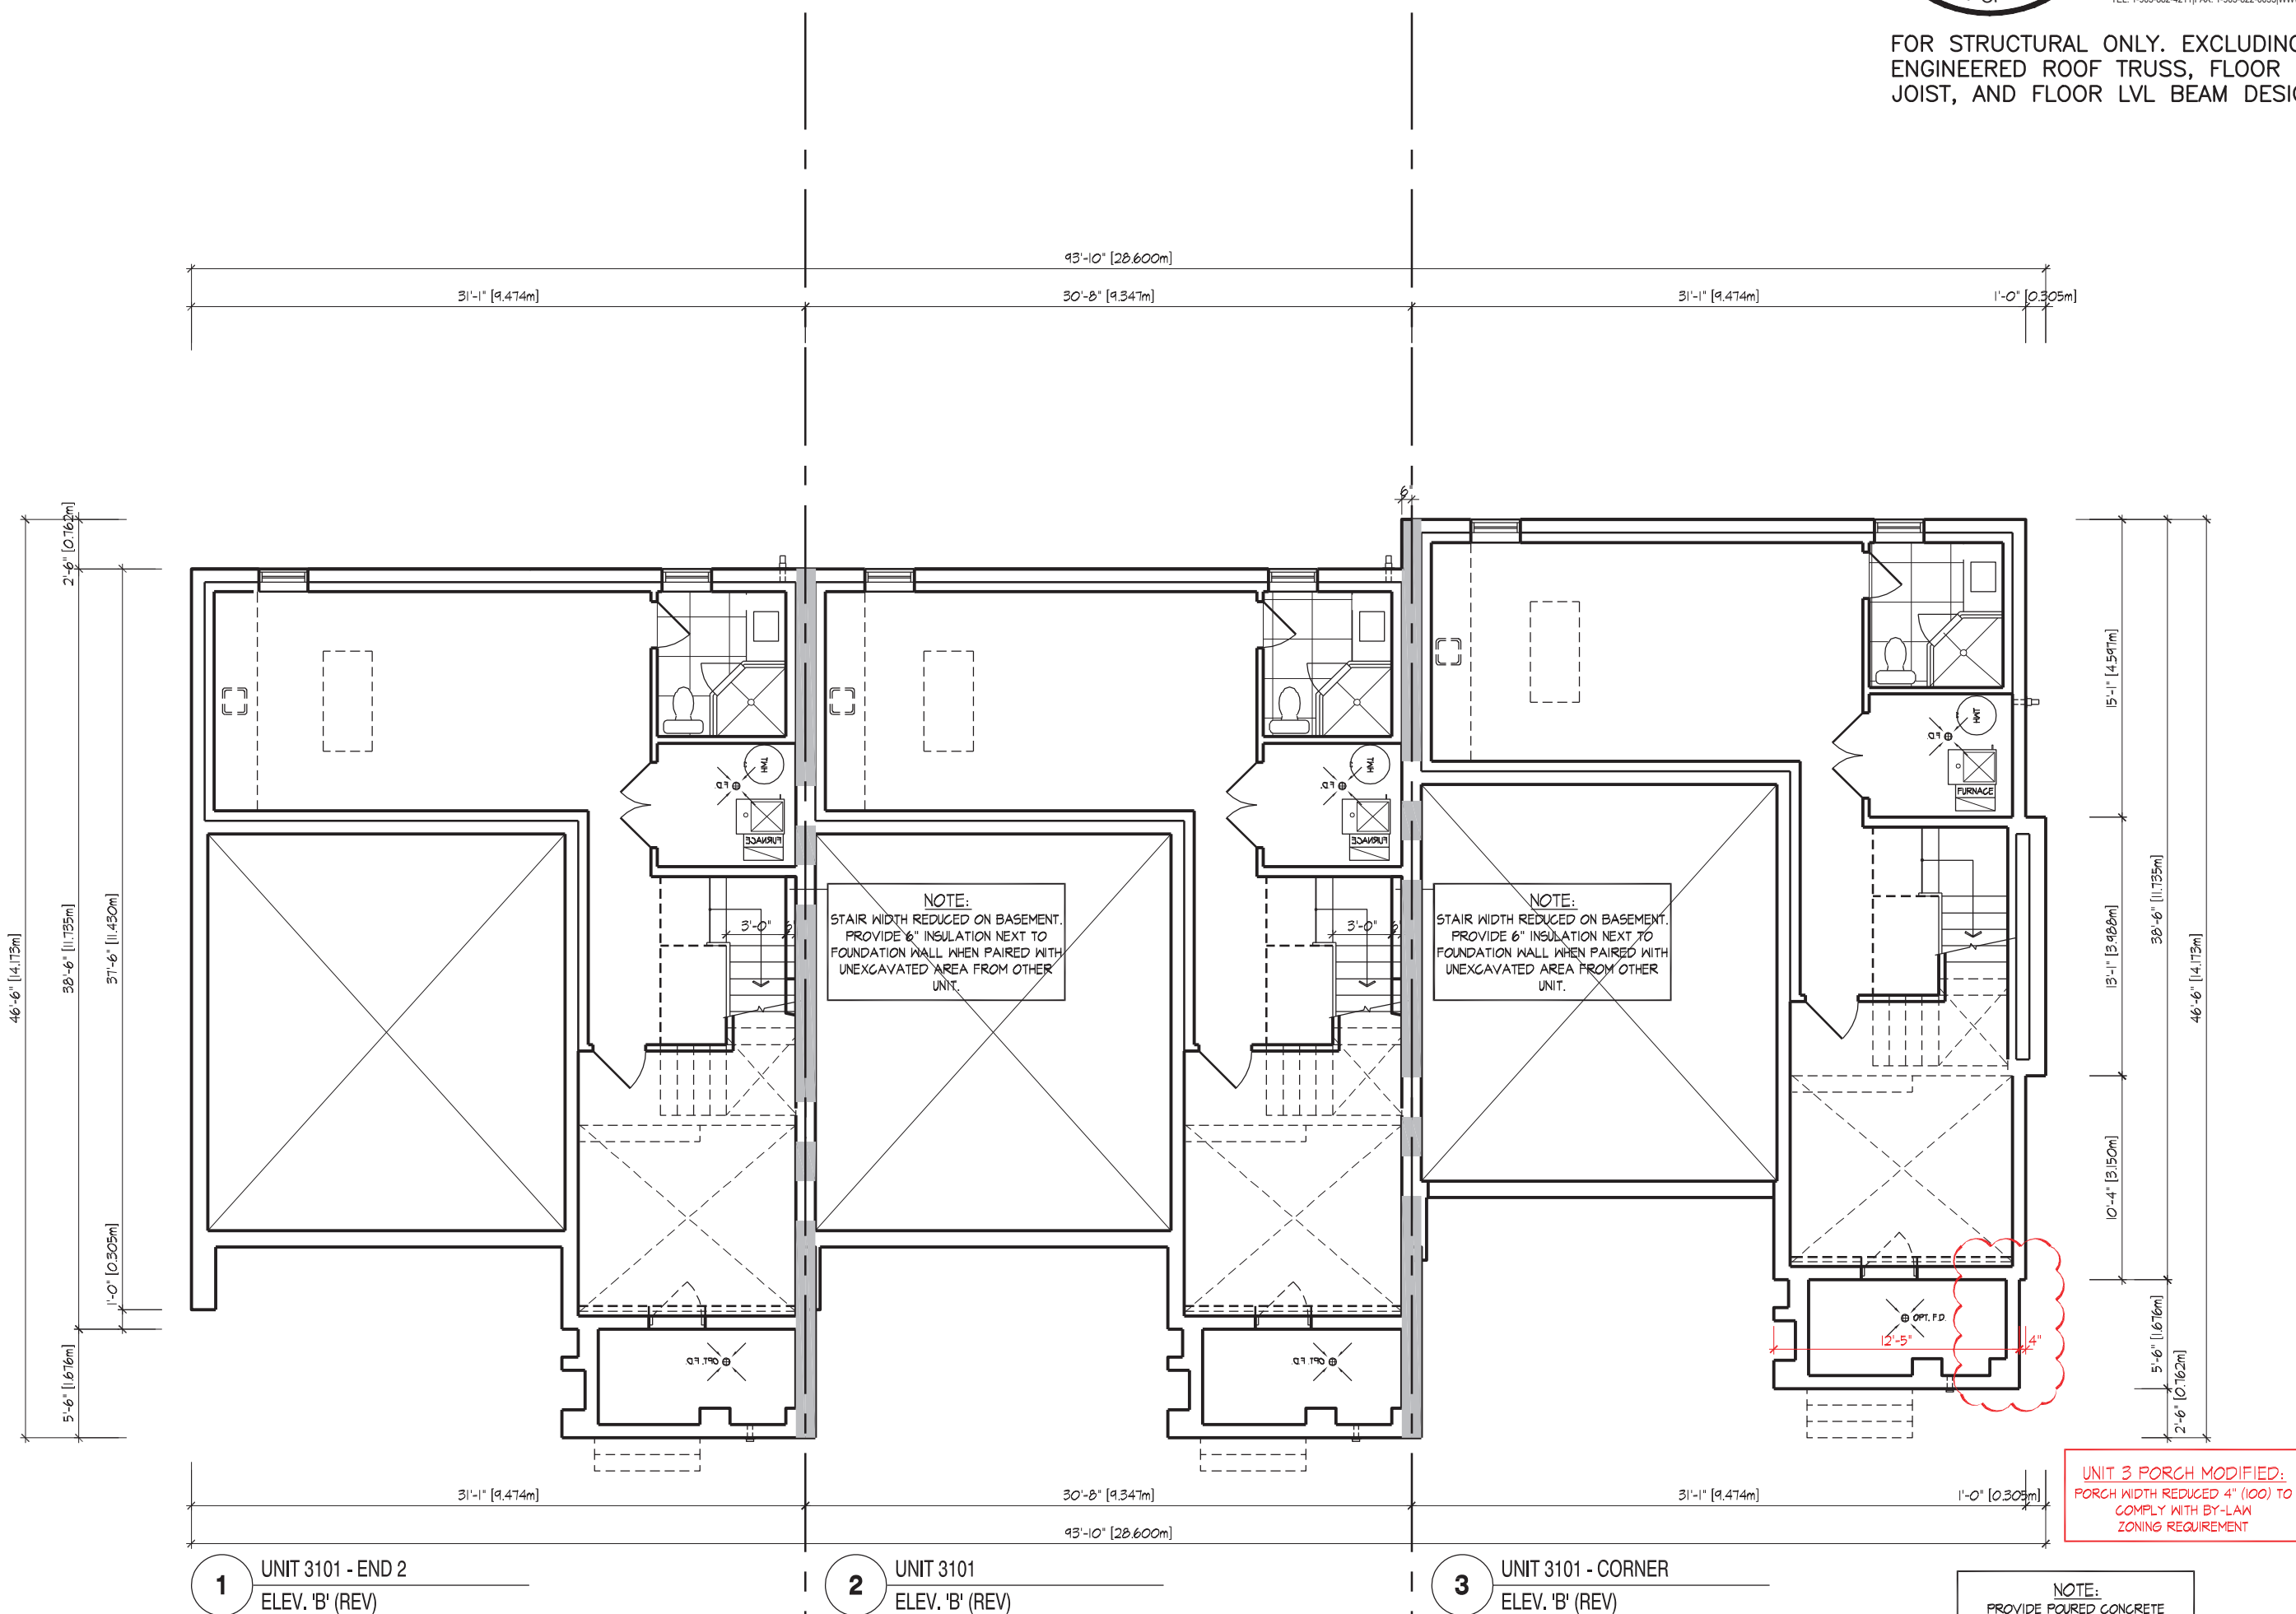 FOR STRUCTURAL ONLY. EXCLUDING
ENGINEERED ROOF TRUSS, FLOOR
JOIST, AND FLOOR LVL BEAM DESIG
93'-10" [28.600m]
31'-1" [9.474m]
30'-8" [9.347m]
31'-1" [9.474m]
1'-0" [0.305m]
6"
46'-6" [14.173m]
2'-6" [0.762m]
38'-6" [11.735m]
5'-6" [1.676m]
37'-6" [11.430m]
1'-0" [0.305m]
F.D.
HWT
FURNACE
3'-0"
OPT. F.D.
NOTE:
STAIR WIDTH REDUCED ON BASEMENT.
PROVIDE 6" INSULATION NEXT TO
FOUNDATION WALL WHEN PAIRED WITH
UNEXCAVATED AREA FROM OTHER
UNIT.
F.D.
HWT
FURNACE
3'-0"
OPT. F.D.
NOTE:
STAIR WIDTH REDUCED ON BASEMENT.
PROVIDE 6" INSULATION NEXT TO
FOUNDATION WALL WHEN PAIRED WITH
UNEXCAVATED AREA FROM OTHER
UNIT.
F.D.
HWT
FURNACE
OPT. F.D.
12'-5"
4"
15'-1" [4.597m]
13'-1" [3.988m]
10'-4" [3.150m]
38'-6" [11.735m]
5'-6" [1.676m]
46'-6" [14.173m]
2'-6" [0.762m]
31'-1" [9.474m]
30'-8" [9.347m]
31'-1" [9.474m]
1'-0" [0.305m]
93'-10" [28.600m]
UNIT 3 PORCH MODIFIED:
PORCH WIDTH REDUCED 4" (100) TO
COMPLY WITH BY-LAW
ZONING REQUIREMENT
1
UNIT 3101 - END 2
ELEV. 'B' (REV)
2
UNIT 3101
ELEV. 'B' (REV)
3
UNIT 3101 - CORNER
ELEV. 'B' (REV)
NOTE:
PROVIDE POURED CONCRETE